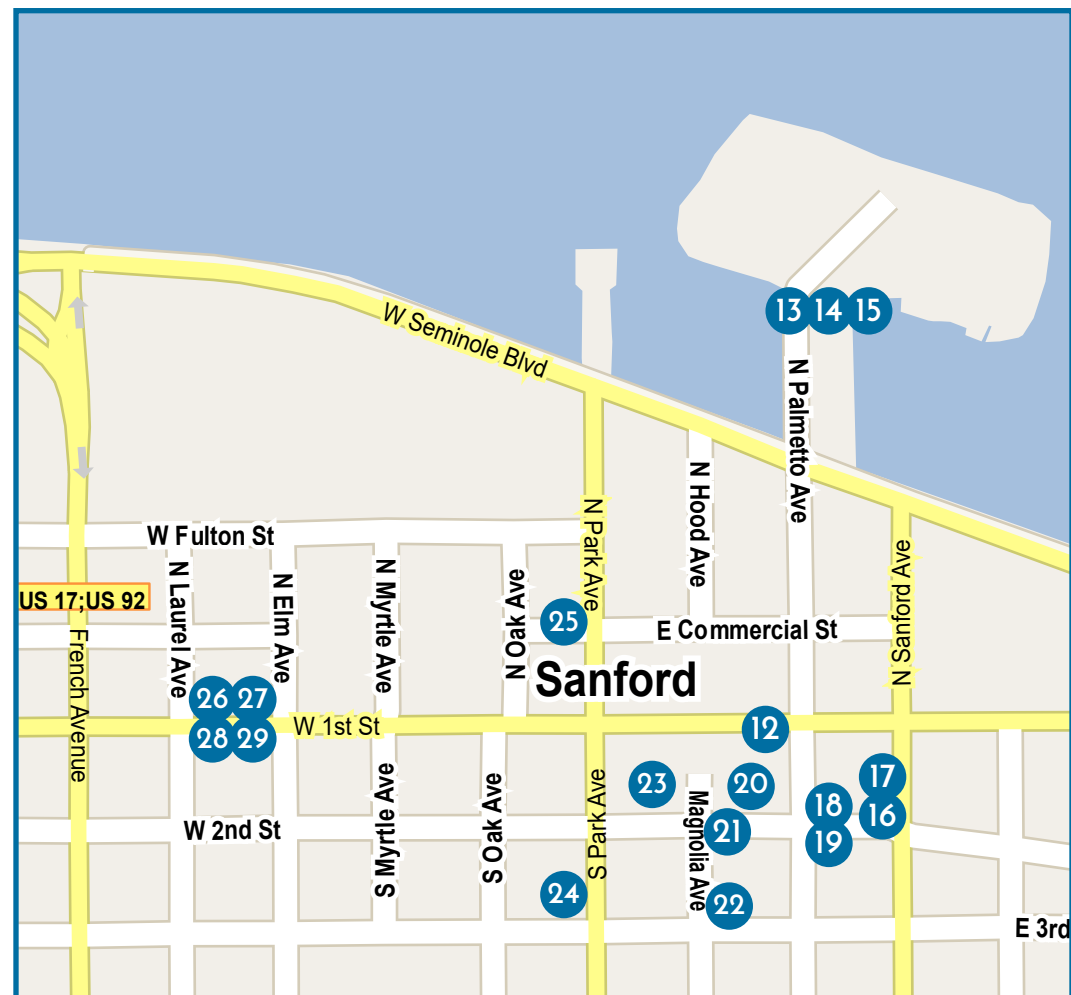 W Seminole Blvd
13 14 15
N Palmetto Ave
N Hood Ave
N Park Ave
W Fulton St
N Laurel Ave
N Elm Ave
N Myrtle Ave
N Oak Ave
N Sanford Ave
US 17;US 92
French Avenue
25
E Commercial St
Sanford
26 27
28 29
W 1st St
12
S Myrtle Ave
S Oak Ave
S Park Ave
Magnolia Ave
23
20
17
18
16
21
19
W 2nd St
24
22
E 3rd